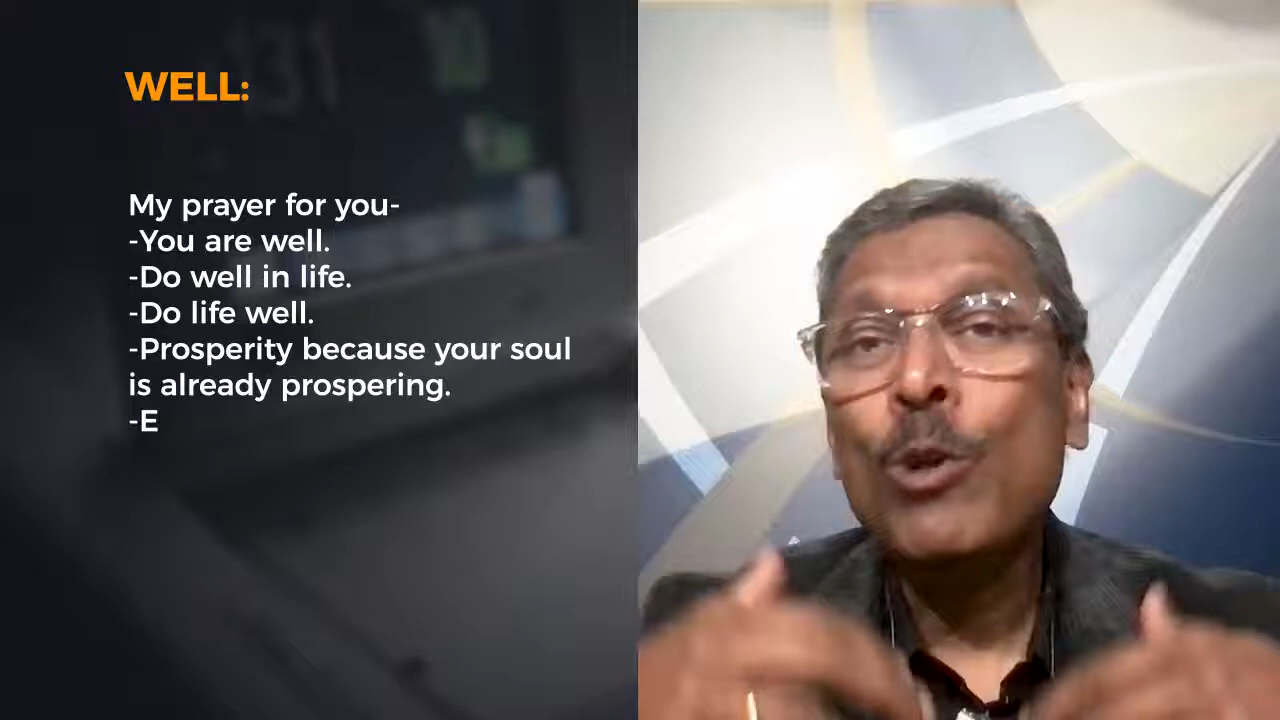 WELL:
My prayer for you-
-You are well.
-Do well in life.
-Do life well.
-Prosperity because your soul
is already prospering.
-E